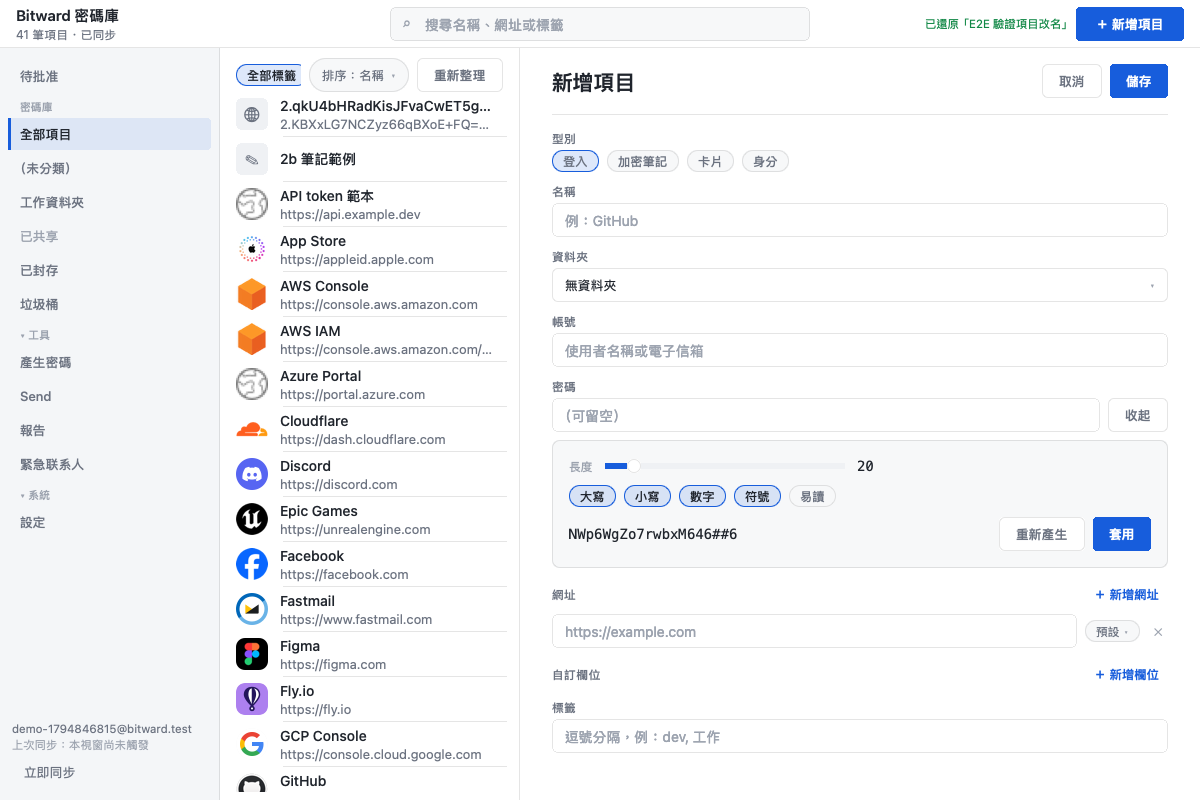 Bitward 密碼庫
41 筆項目 · 已同步
搜尋名稱、網址或標籤
已還原「E2E 驗證項目改名」
+ 新增項目
待批准
密碼庫
全部項目
(未分類)
工作資料夾
已共享
已封存
垃圾桶
工具
產生密碼
Send
報告
緊急联系人
系統
設定
demo-1794846815@bitward.test
上次同步：本視窗尚未觸發
立即同步
全部標籤
排序：名稱
重新整理
2.qkU4bHRadKisJFvaCwET5g...
2.KBXxLG7NCZyz66qBXoE+FQ=...
2b 筆記範例
API token 範本
https://api.example.dev
App Store
https://appleid.apple.com
AWS Console
https://console.aws.amazon.com
AWS IAM
https://console.aws.amazon.com/...
Azure Portal
https://portal.azure.com
Cloudflare
https://dash.cloudflare.com
Discord
https://discord.com
Epic Games
https://unrealengine.com
Facebook
https://facebook.com
Fastmail
https://www.fastmail.com
Figma
https://figma.com
Fly.io
https://fly.io
GCP Console
https://console.cloud.google.com
GitHub
新增項目
取消
儲存
型別
登入
加密筆記
卡片
身分
名稱
例：GitHub
資料夾
無資料夾
帳號
使用者名稱或電子信箱
密碼
(可留空)
收起
長度
20
大寫
小寫
數字
符號
易讀
NWp6WgZo7rwbxM646##6
重新產生
套用
網址
+ 新增網址
https://example.com
預設
自訂欄位
+ 新增欄位
標籤
逗號分隔，例：dev, 工作